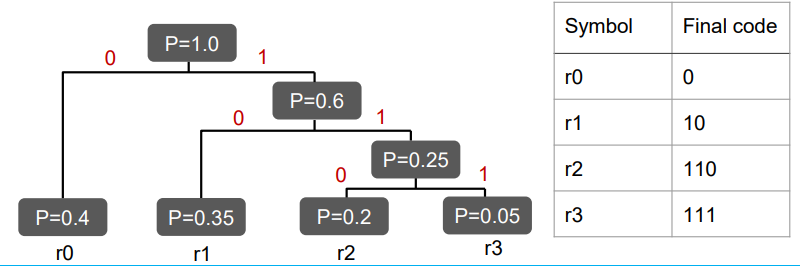 P=1.0
0 1
P=0.6
0 1
P=0.25
0 1
P=0.4 P=0.35 P=0.2 P=0.05
r0 r1 r2 r3
Symbol Final code
r0 0
r1 10
r2 110
r3 111